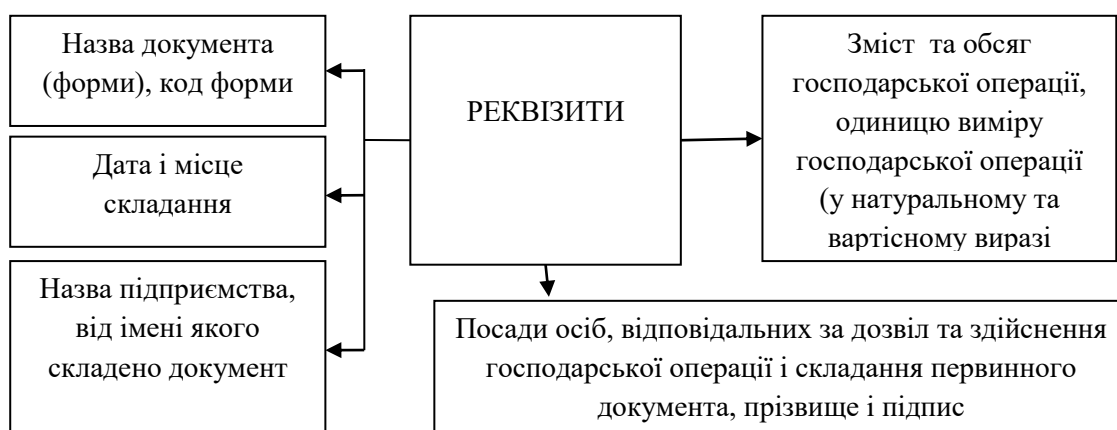 Назва документа
(форми), код форми
Дата і місце
складання
Назва підприємства,
від імені якого
складено документ
РЕКВІЗИТИ
Зміст та обсяг
господарської операції,
одиницю виміру
господарської операції
(у натуральному та
вартісному виразі
Посади осіб, відповідальних за дозвіл та здійснення
господарської операції і складання первинного
документа, прізвище і підпис